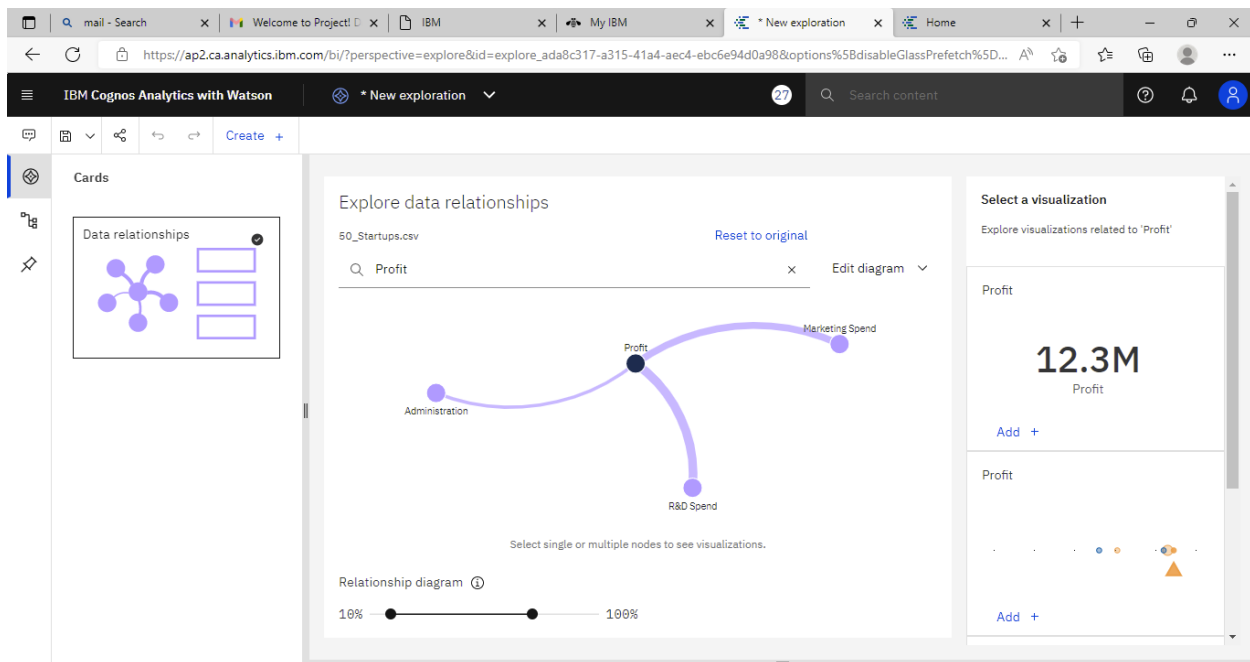 mail - Search
Welcome to Project! D
IBM
My IBM
* New exploration
Home
https://ap2.ca.analytics.ibm.com/bi/?perspective=explore&id=explore_ada8c317-a315-41a4-aec4-ebc6e94d0a98&options%5BdisableGlassPrefetch%5D...
IBM Cognos Analytics with Watson
* New exploration
27
Search content
Create +
Cards
Data relationships
Explore data relationships
50_Startups.csv
Reset to original
Profit
Edit diagram
Marketing Spend
Profit
Administration
R&D Spend
Select single or multiple nodes to see visualizations.
Relationship diagram
10%
100%
Select a visualization
Explore visualizations related to 'Profit'
Profit
12.3M
Profit
Add +
Profit
Add +